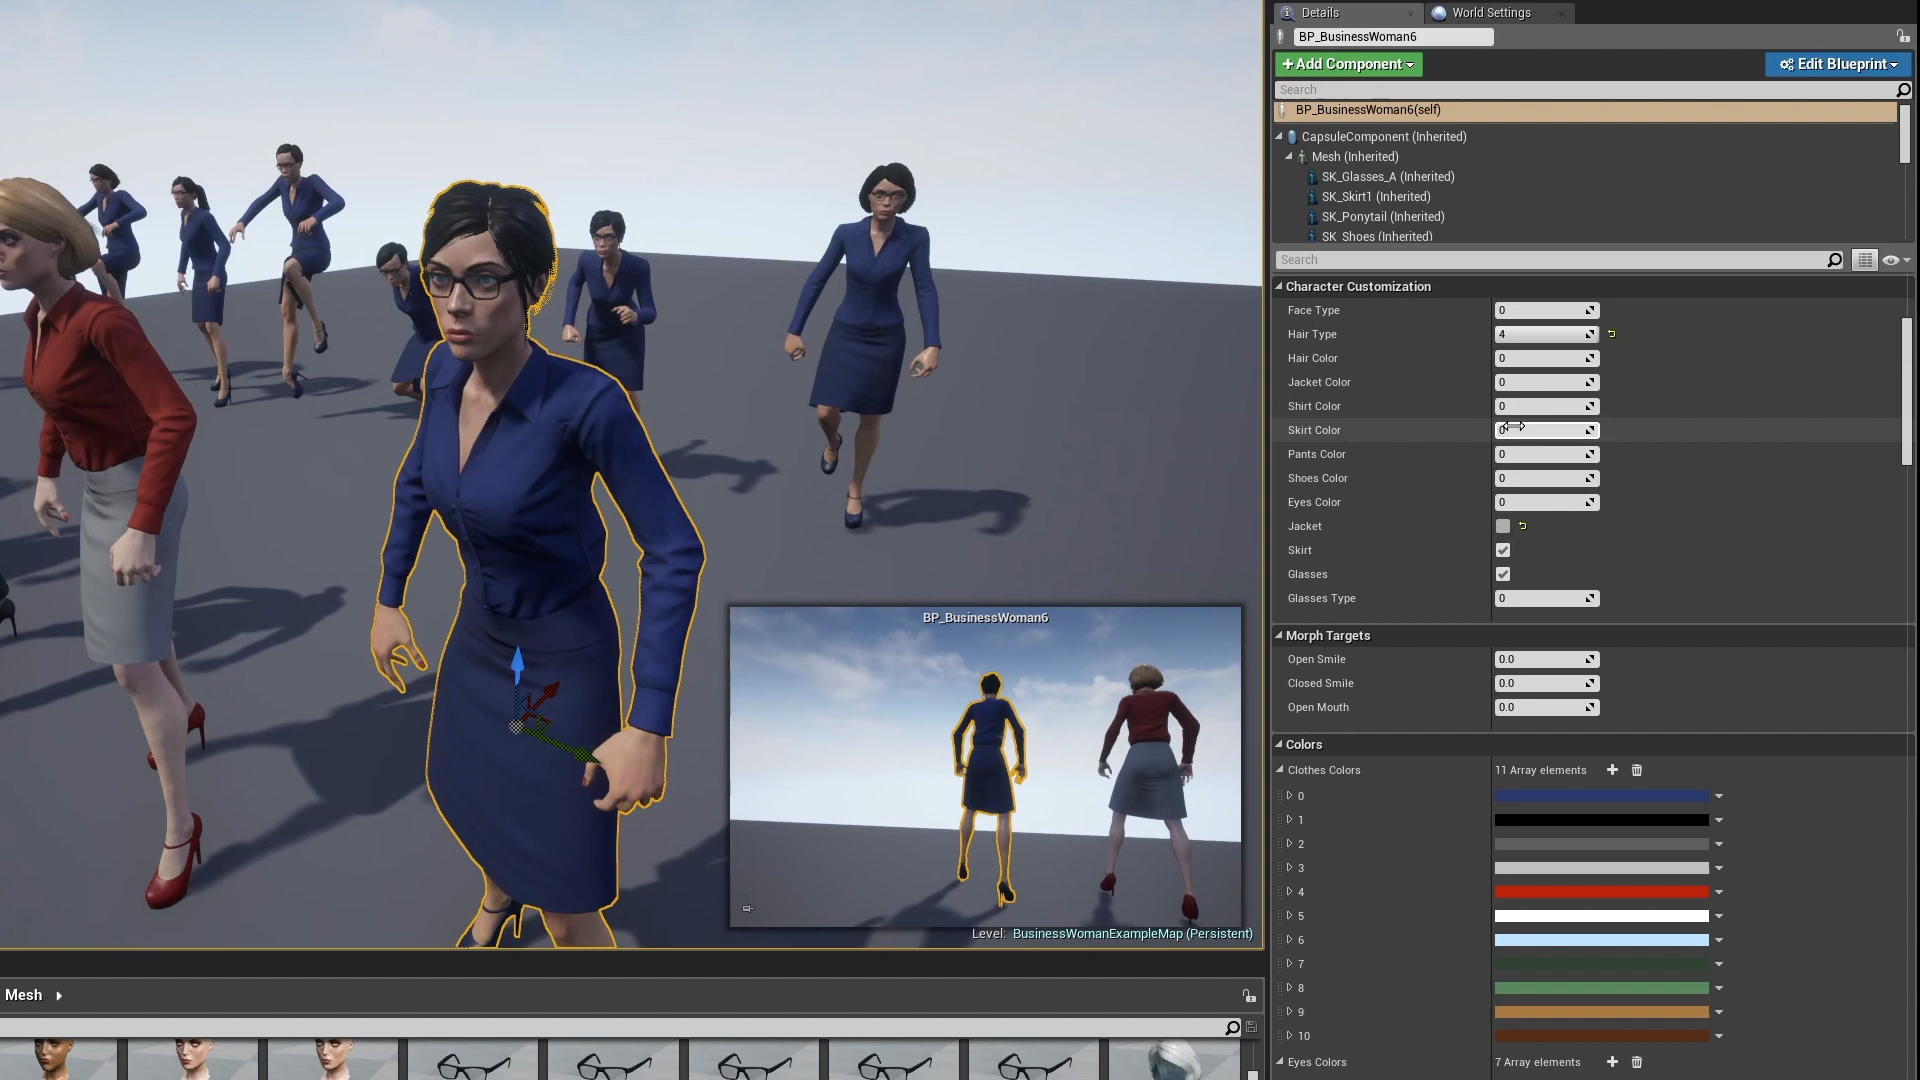 Details
World Settings
BP_BusinessWoman6
+Add Component
Edit Blueprint
Search
BP_BusinessWoman6(self)
CapsuleComponent (Inherited)
Mesh (Inherited)
SK_Glasses_A (Inherited)
SK_Skirt1 (Inherited)
SK_Ponytail (Inherited)
SK_Shoes (Inherited)
Search
Character Customization
Face Type 0
Hair Type 4
Hair Color 0
Jacket Color 0
Shirt Color 0
Skirt Color 0
Pants Color 0
Shoes Color 0
Eyes Color 0
Jacket
Skirt
Glasses
Glasses Type 0
Morph Targets
Open Smile 0.0
Closed Smile 0.0
Open Mouth 0.0
Colors
Clothes Colors 11 Array elements
0
1
2
3
4
5
6
7
8
9
10
Eyes Colors 7 Array elements
BP_BusinessWoman6
Level: BusinessWomanExampleMap (Persistent)
Mesh